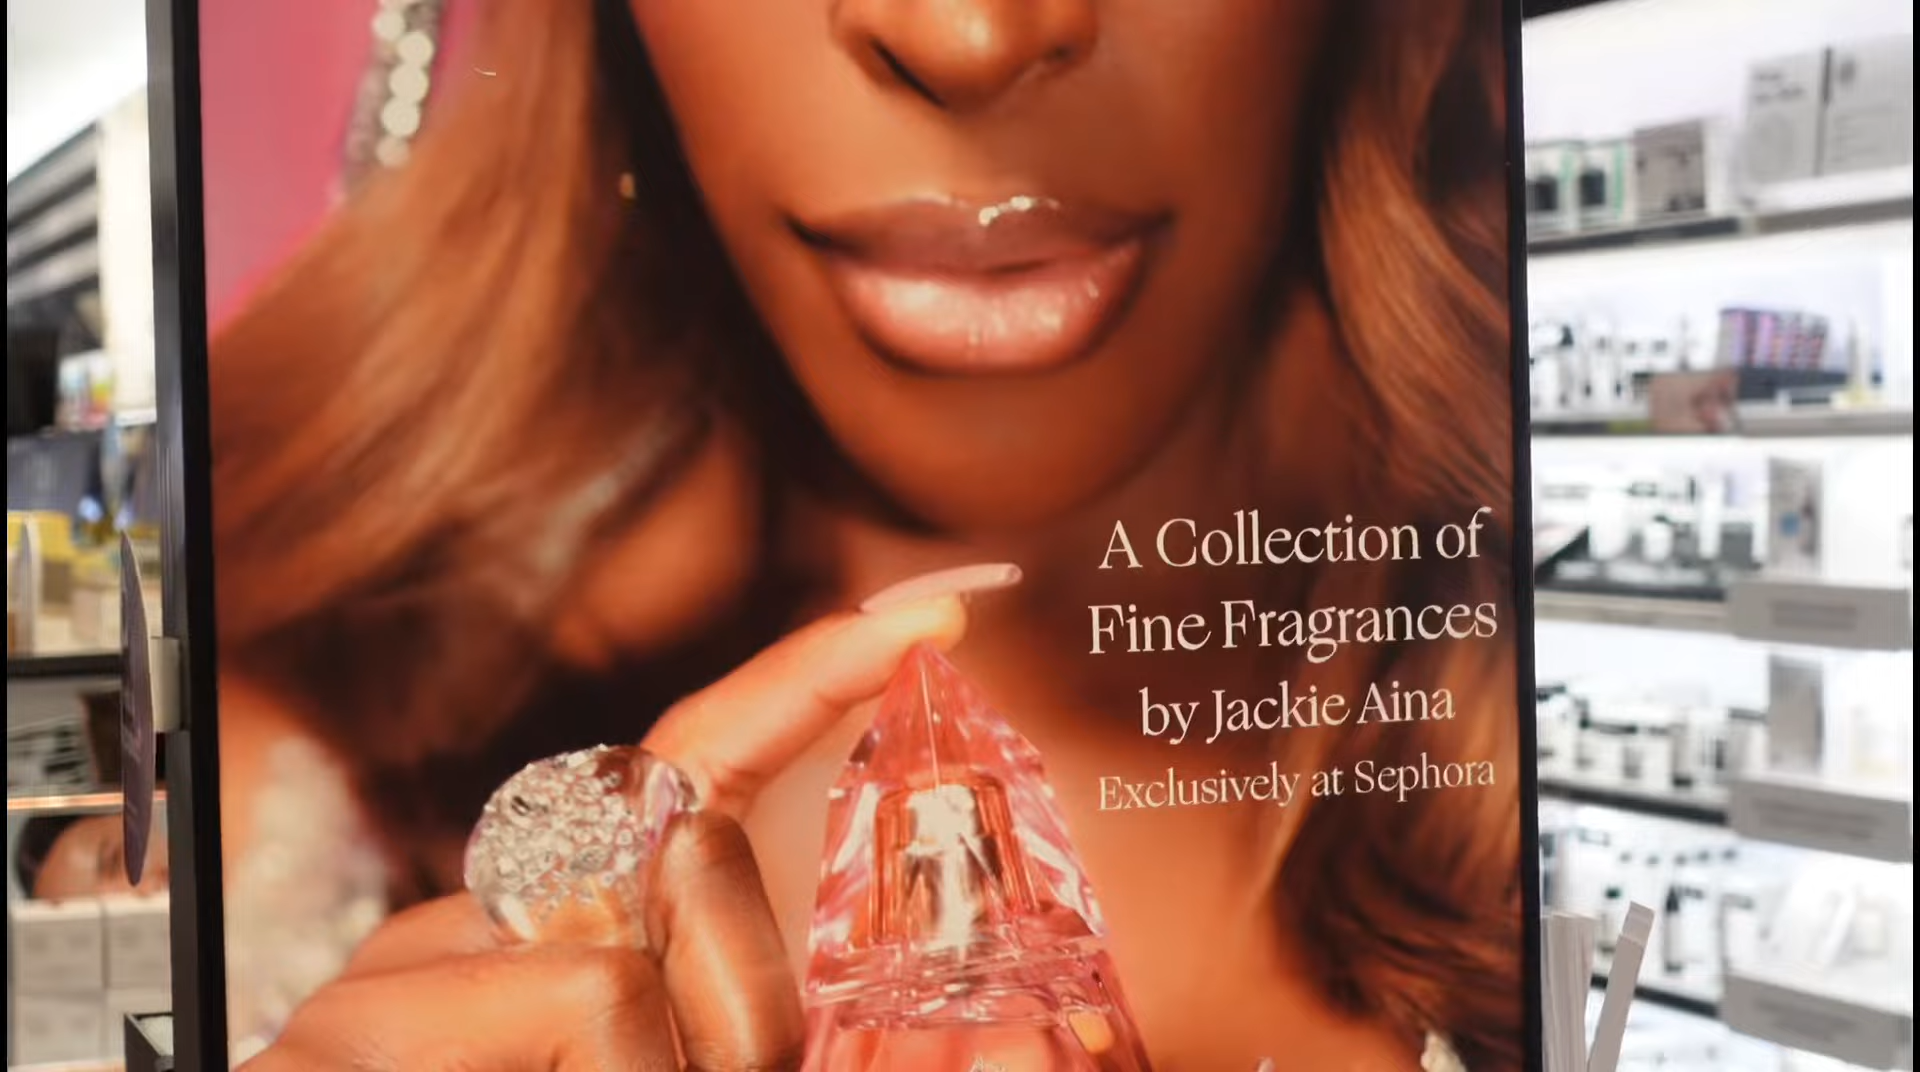 A Collection of
Fine Fragrances
by Jackie Aina
Exclusively at Sephora